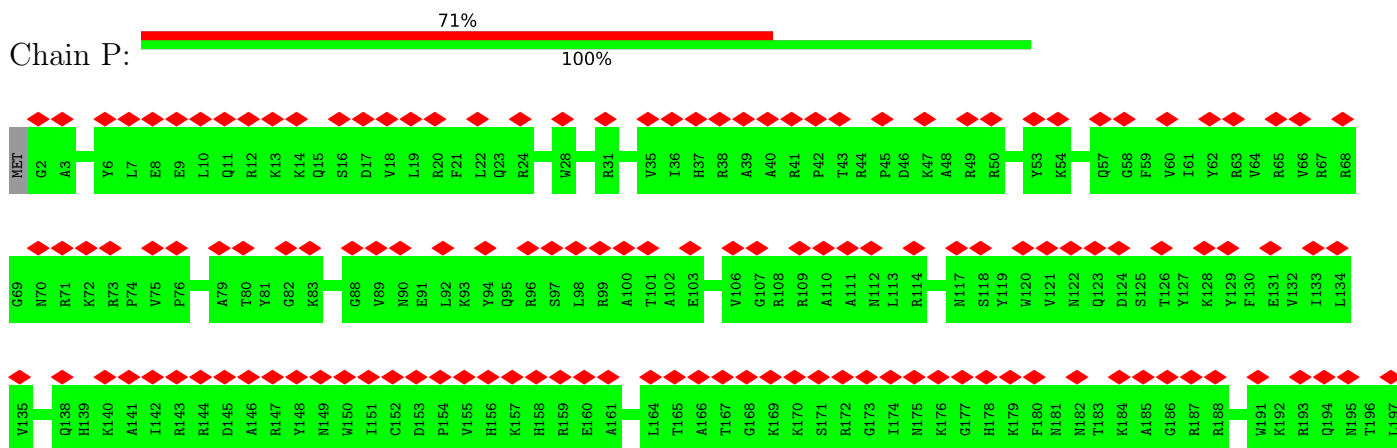 71%
Chain P:
100%
MET G2 A3 Y6 L7 E8 E9 L10 Q11 R12 K13 K14 Q15 S16 D17 V18 L19 R20 F21 L22 Q23 R24 W28 R31 V35 I36 H37 R38 A39 A40 R41 P42 T43 R44 P45 D46 K47 A48 R49 R50 Y53 K54 Q57 G58 F59 V60 I61 Y62 R63 V64 R65 V66 R67 R68
G69 N70 R71 K72 R73 P74 V75 P76 A79 T80 Y81 G82 K83 G88 V89 N90 E91 L92 K93 Y94 Q95 R96 S97 L98 R99 A100 T101 A102 E103 V106 G107 R108 R109 A110 A111 N112 L113 R114 N117 S118 Y119 W120 V121 N122 Q123 D124 S125 T126 Y127 K128 Y129 F130 E131 V132 I133 L134
V135 Q138 H139 K140 A141 I142 R143 R144 D145 A146 R147 Y148 N149 W150 I151 C152 D153 P154 V155 H156 K157 H158 R159 E160 A161 L164 T165 A166 T167 G168 K169 K170 S171 R172 G173 I174 N175 K176 G177 H178 K179 F180 N181 N182 T183 K184 A185 G186 R187 R188 W191 K192 R193 Q194 N195 T196 L197